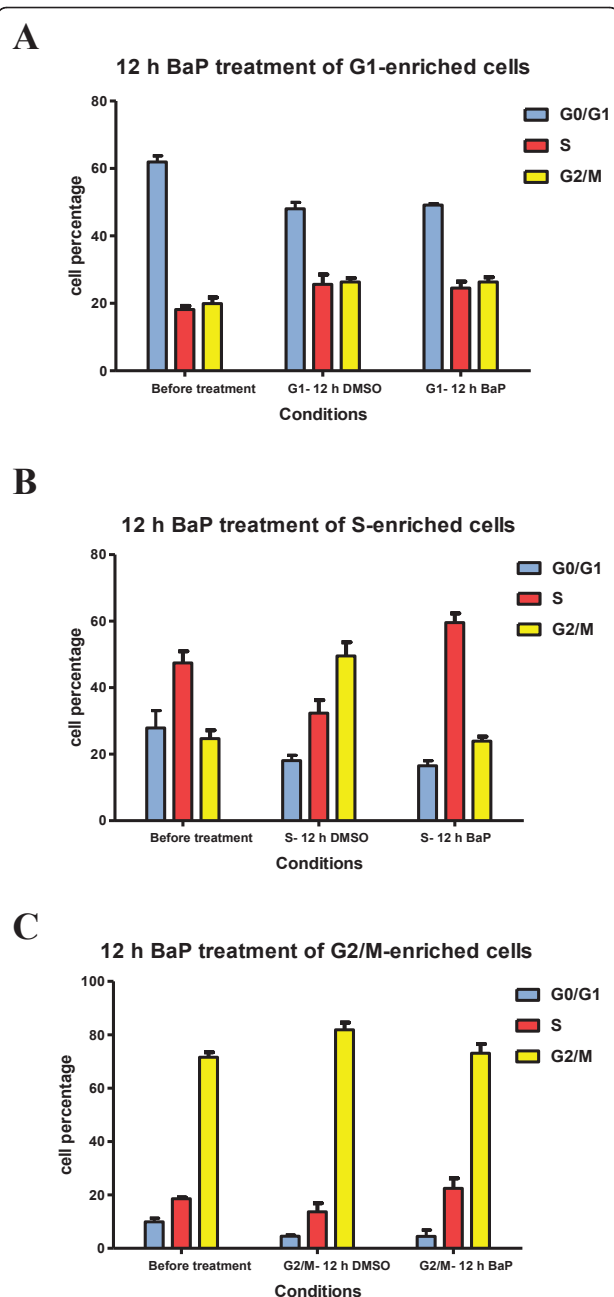 A
12 h BaP treatment of G1-enriched cells
80
60
40
20
0
cell percentage
G0/G1
S
G2/M
Before treatment
G1- 12 h DMSO
G1- 12 h BaP
Conditions
B
12 h BaP treatment of S-enriched cells
80
60
40
20
0
cell percentage
G0/G1
S
G2/M
Before treatment
S- 12 h DMSO
S- 12 h BaP
Conditions
C
12 h BaP treatment of G2/M-enriched cells
100
80
60
40
20
0
cell percentage
G0/G1
S
G2/M
Before treatment
G2/M- 12 h DMSO
G2/M- 12 h BaP
Conditions